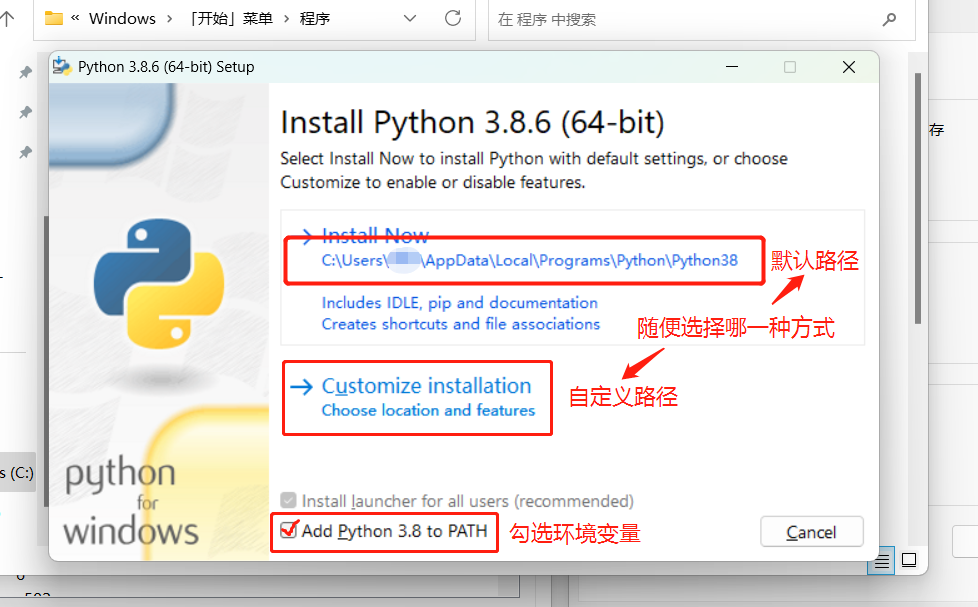 « Windows › 「开始」菜单 › 程序
在 程序 中搜索
Python 3.8.6 (64-bit) Setup
存
Install Python 3.8.6 (64-bit)
Select Install Now to install Python with default settings, or choose
Customize to enable or disable features.
Install Now
C:\Users\ \AppData\Local\Programs\Python\Python38
默认路径
Includes IDLE, pip and documentation
Creates shortcuts and file associations
随便选择哪一种方式
Customize installation
Choose location and features
自定义路径
s (C:)
python
for
windows
Install launcher for all users (recommended)
Add Python 3.8 to PATH
勾选环境变量
Cancel